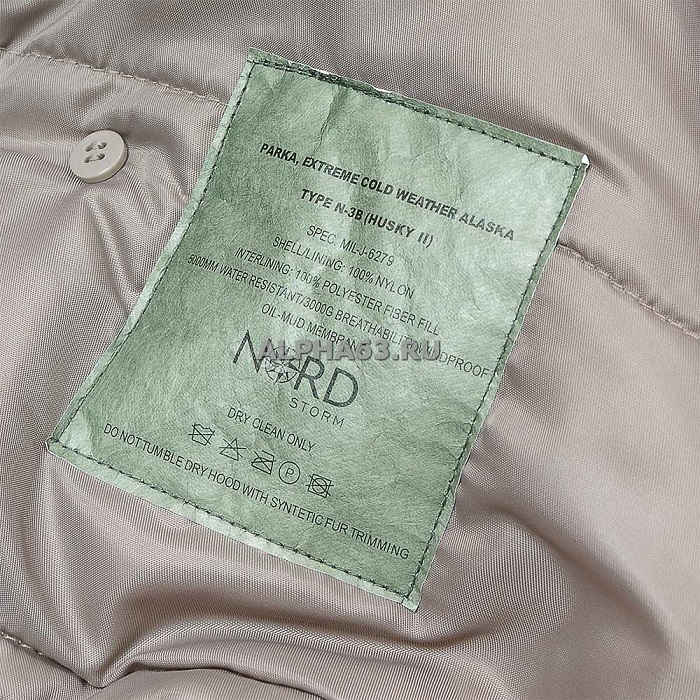 PARKA, EXTREME COLD WEATHER ALASKA
TYPE N-3B (HUSKY II)
SPEC. MIL-J-6279
SHELL/LINING: 100% NYLON
INTERLINING: 100% POLYESTER FIBER FILL
5000MM WATER RESISTANT/3000G BREATHABILITY WINDPROOF
OIL-MUD MEMBRANE
ALPHA63.RU
NORD
STORM
DRY CLEAN ONLY
P
DO NOT TUMBLE DRY HOOD WITH SYNTETIC FUR TRIMMING